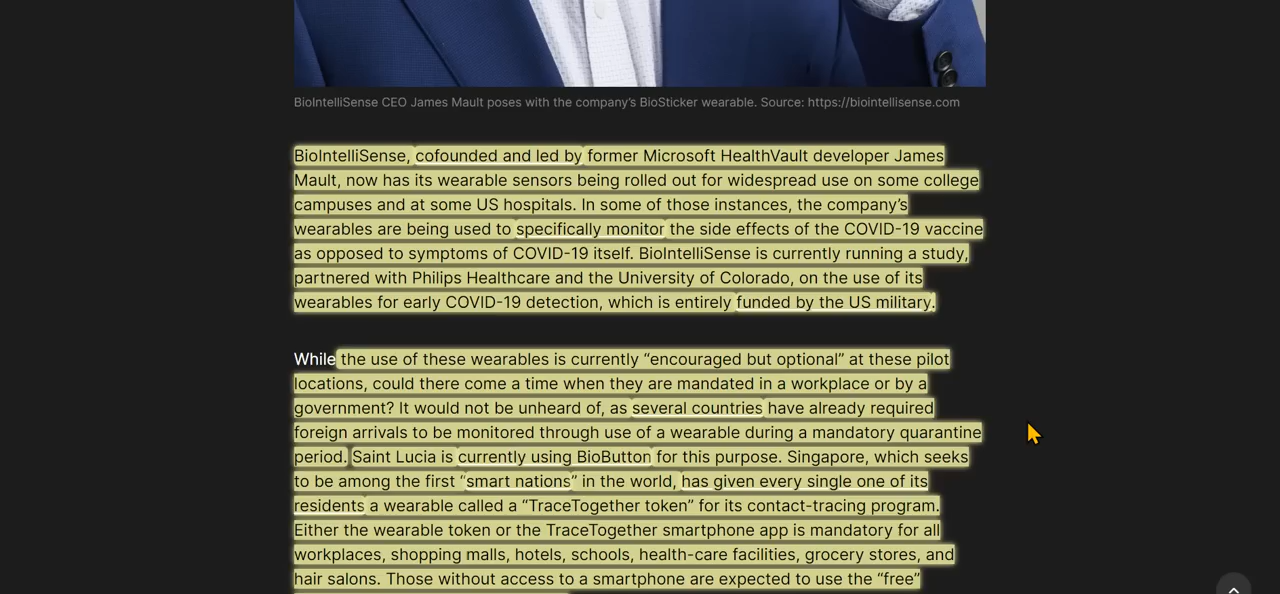 BioIntelliSense CEO James Mault poses with the company’s BioSticker wearable. Source: https://biointellisense.com
BioIntelliSense, cofounded and led by former Microsoft HealthVault developer James
Mault, now has its wearable sensors being rolled out for widespread use on some college
campuses and at some US hospitals. In some of those instances, the company’s
wearables are being used to specifically monitor the side effects of the COVID-19 vaccine
as opposed to symptoms of COVID-19 itself. BioIntelliSense is currently running a study,
partnered with Philips Healthcare and the University of Colorado, on the use of its
wearables for early COVID-19 detection, which is entirely funded by the US military.
While the use of these wearables is currently “encouraged but optional” at these pilot
locations, could there come a time when they are mandated in a workplace or by a
government? It would not be unheard of, as several countries have already required
foreign arrivals to be monitored through use of a wearable during a mandatory quarantine
period. Saint Lucia is currently using BioButton for this purpose. Singapore, which seeks
to be among the first “smart nations” in the world, has given every single one of its
residents a wearable called a “TraceTogether token” for its contact-tracing program.
Either the wearable token or the TraceTogether smartphone app is mandatory for all
workplaces, shopping malls, hotels, schools, health-care facilities, grocery stores, and
hair salons. Those without access to a smartphone are expected to use the “free”